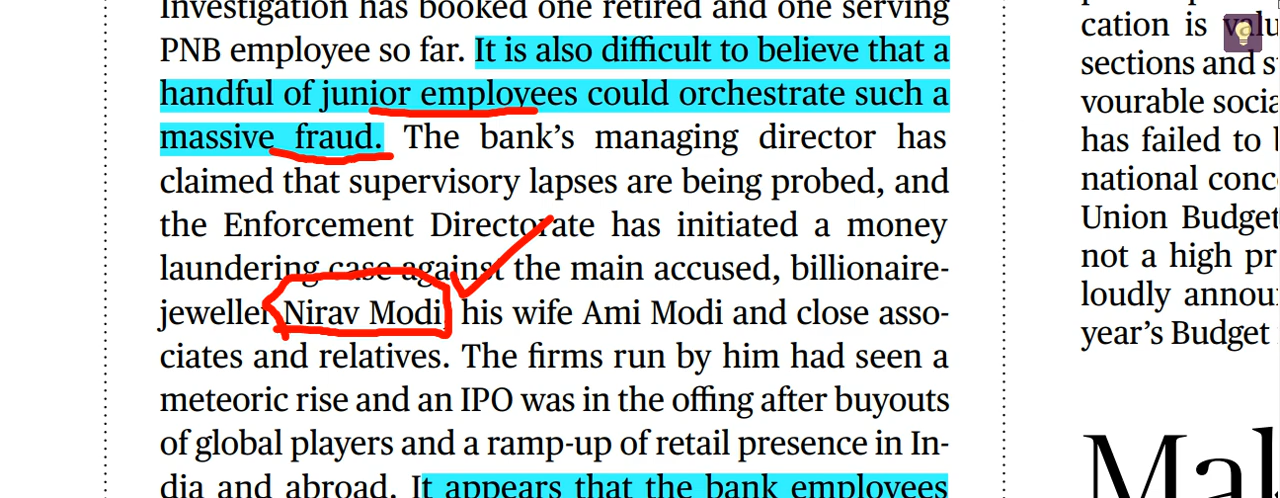 Investigation has booked one retired and one serving
PNB employee so far. It is also difficult to believe that a
handful of junior employees could orchestrate such a
massive fraud. The bank's managing director has
claimed that supervisory lapses are being probed, and
the Enforcement Directorate has initiated a money
laundering case against the main accused, billionaire-
jeweller Nirav Modi, his wife Ami Modi and close asso-
ciates and relatives. The firms run by him had seen a
meteoric rise and an IPO was in the offing after buyouts
of global players and a ramp-up of retail presence in In-
dia and abroad. It appears that the bank employees
cation is valu
sections and s
vourable socia
has failed to
national conc
Union Budget
not a high pr
loudly annou
year's Budget
Mak